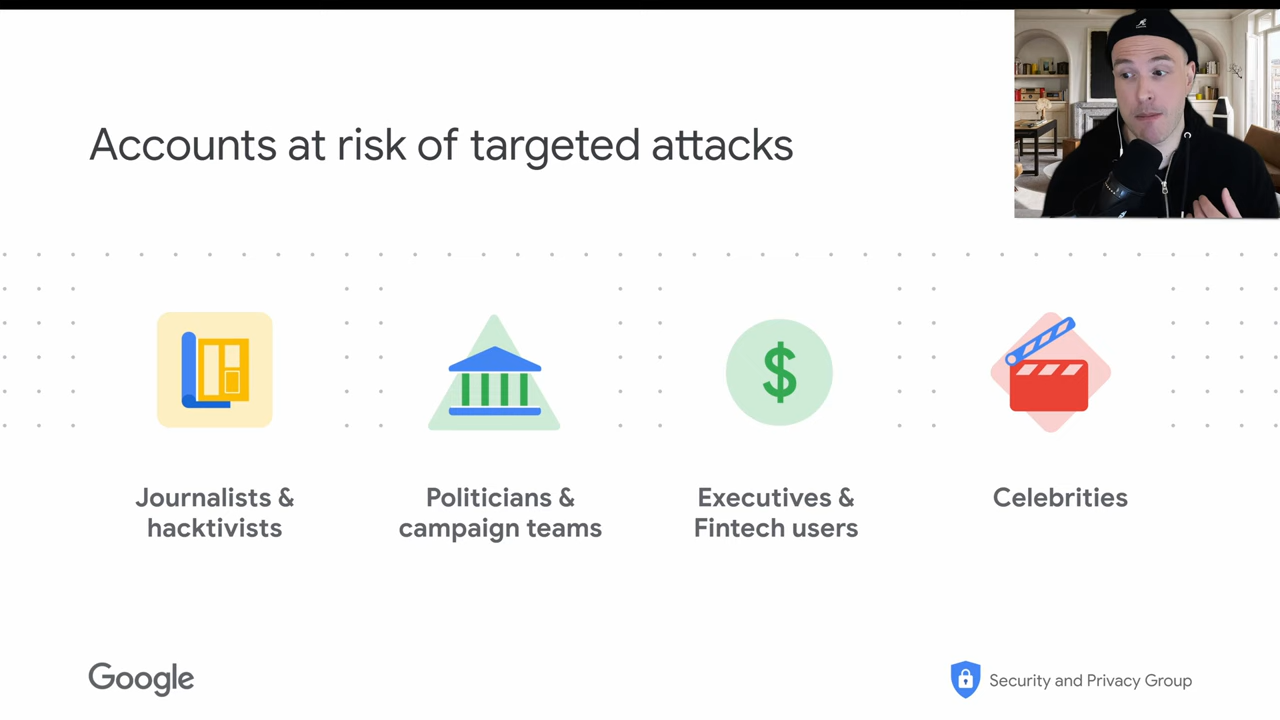 Accounts at risk of targeted attacks
Journalists &
hacktivists
Politicians &
campaign teams
Executives &
Fintech users
Celebrities
Google
Security and Privacy Group